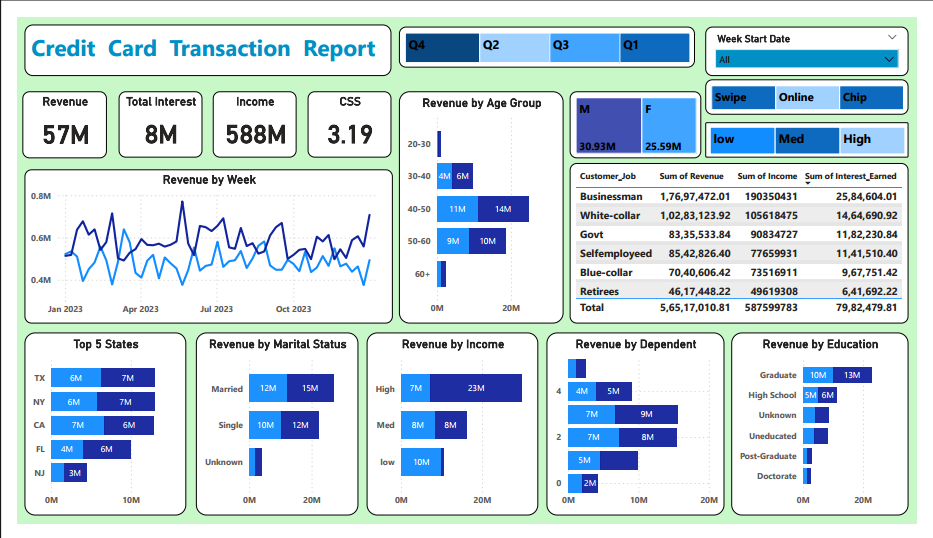 Credit Card Transaction Report
Q4 Q2 Q3 Q1
Week Start Date
All
Revenue
57M
Total Interest
8M
Income
588M
CSS
3.19
Revenue by Age Group
20-30
30-40 4M 6M
40-50 11M 14M
50-60 9M 10M
60+
0M 20M
M F
30.93M 25.59M
Swipe Online Chip
low Med High
Revenue by Week
0.8M
0.6M
0.4M
Jan 2023 Apr 2023 Jul 2023 Oct 2023
Customer_Job Sum of Revenue Sum of Income Sum of Interest_Earned
Businessman 1,76,97,472.01 190350431 25,84,604.01
White-collar 1,02,83,123.92 105618475 14,64,690.92
Govt 83,35,533.84 90834727 11,82,230.84
Selfemployeed 85,42,826.40 77659931 11,41,510.40
Blue-collar 70,40,606.42 73516911 9,67,751.42
Retirees 46,17,448.22 49619308 6,41,692.22
Total 5,65,17,010.81 587599783 79,82,479.81
Top 5 States
TX 6M 7M
NY 6M 7M
CA 7M 6M
FL 4M 6M
NJ 3M
0M 10M
Revenue by Marital Status
Married 12M 15M
Single 10M 12M
Unknown
0M 20M
Revenue by Income
High 7M 23M
Med 8M 8M
low 10M
0M 20M
Revenue by Dependent
4 4M 5M
7M 9M
2 7M 8M
5M
0 2M
0M 10M 20M
Revenue by Education
Graduate 10M 13M
High School 5M 6M
Unknown
Uneducated
Post-Graduate
Doctorate
0M 20M